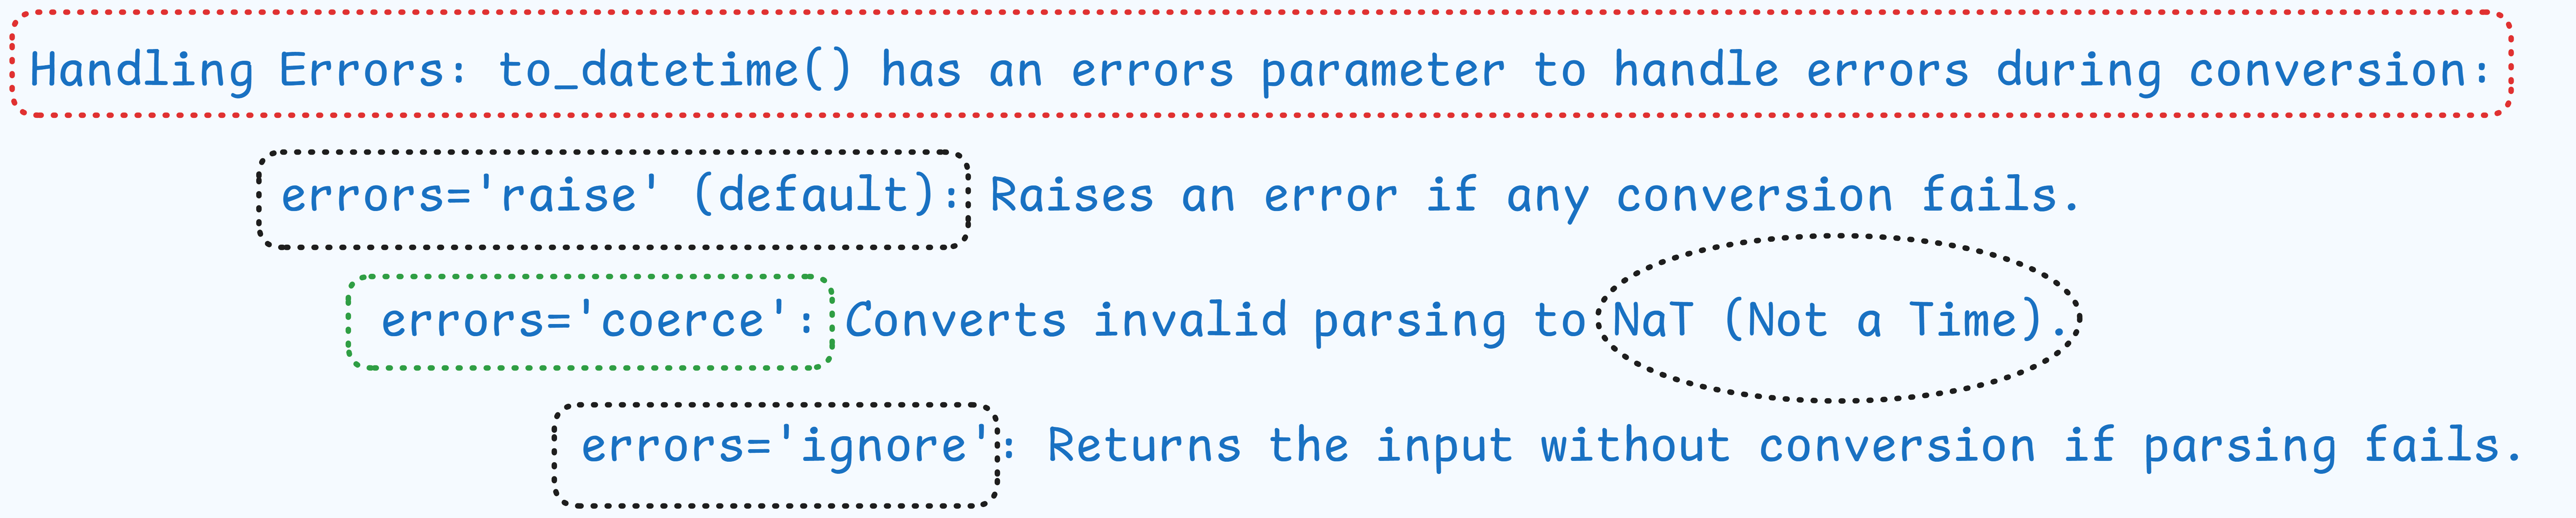 Handling Errors: to_datetime() has an errors parameter to handle errors during conversion:
errors='raise' (default): Raises an error if any conversion fails.
errors='coerce': Converts invalid parsing to NaT (Not a Time).
errors='ignore': Returns the input without conversion if parsing fails.